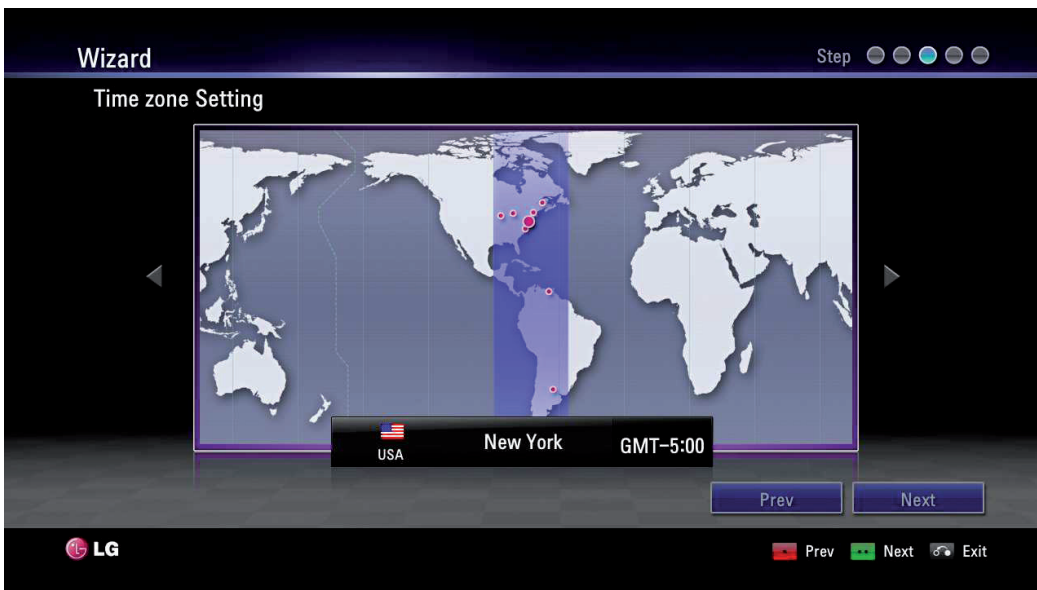 Wizard
Step
Time zone Setting
USA
New York
GMT-5:00
Prev
Next
LG
Prev
Next
Exit